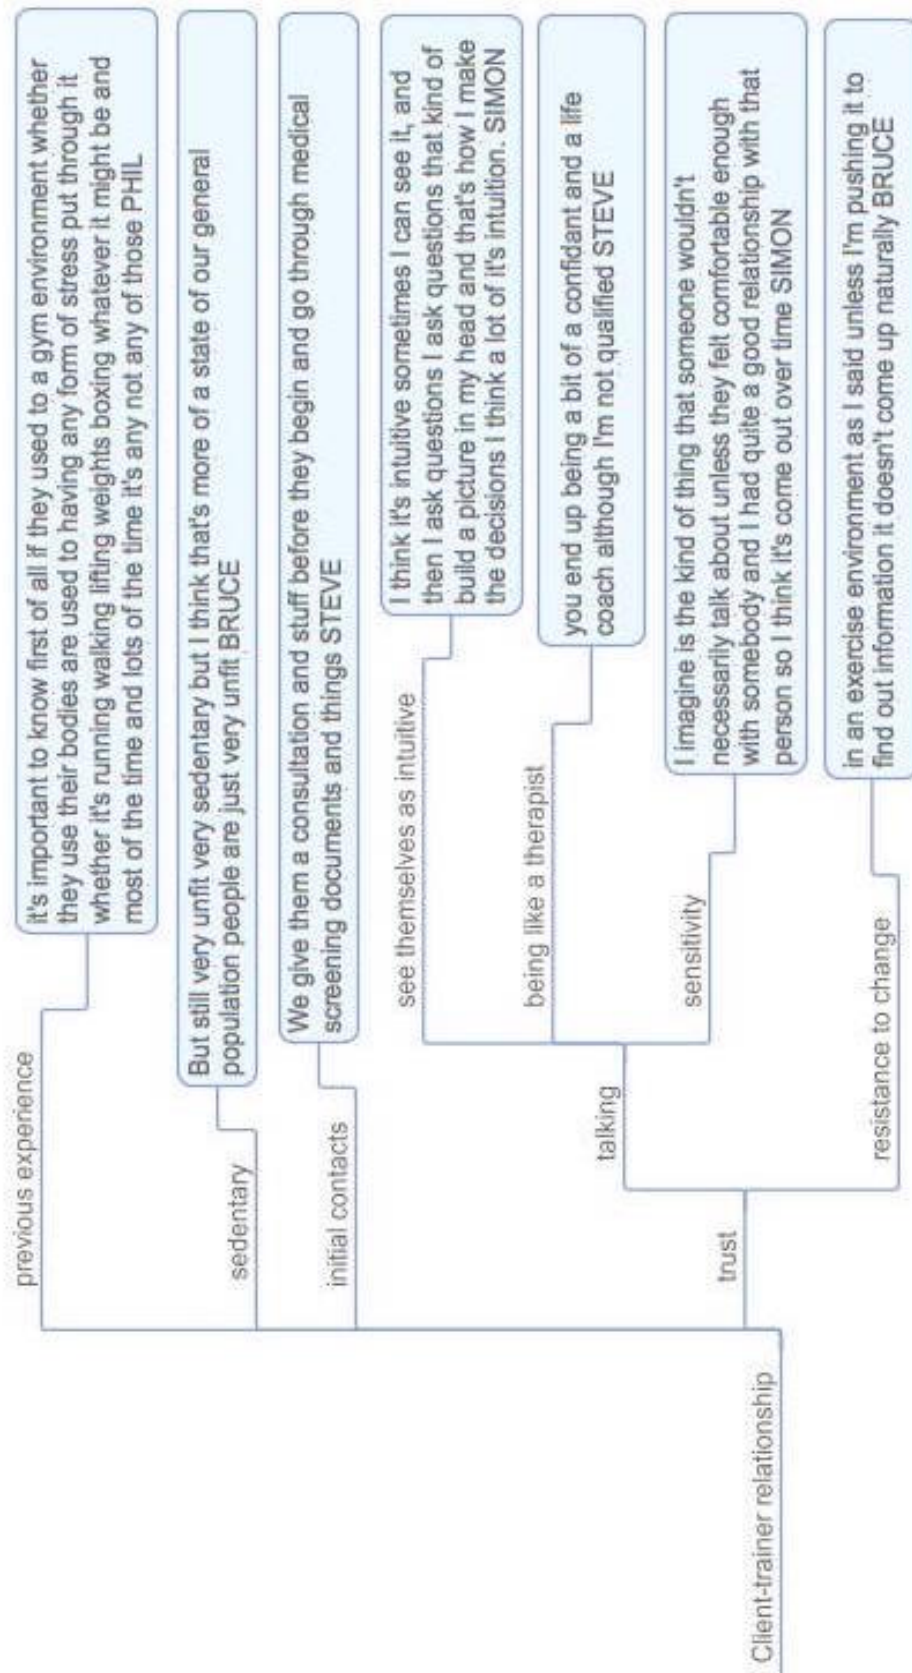 previous experience
it's important to know first of all if they used to a gym environment whether
they use their bodies are used to having any form of stress put through it
whether it's running walking lifting weights boxing whatever it might be and
most of the time and lots of the time it's any not any of those PHIL
sedentary
But still very unfit very sedentary but I think that's more of a state of our general
population people are just very unfit BRUCE
initial contacts
We give them a consultation and stuff before they begin and go through medical
screening documents and things STEVE
see themselves as intuitive
I think it's intuitive sometimes I can see it, and
then I ask questions I ask questions that kind of
build a picture in my head and that's how I make
the decisions I think a lot of it's intuition. SIMON
being like a therapist
you end up being a bit of a confidant and a life
coach although I'm not qualified STEVE
talking
sensitivity
I imagine is the kind of thing that someone wouldn't
necessarily talk about unless they felt comfortable enough
with somebody and I had quite a good relationship with that
person so I think it's come out over time SIMON
trust
resistance to change
in an exercise environment as I said unless I'm pushing it to
find out information it doesn't come up naturally BRUCE
Client-trainer relationship